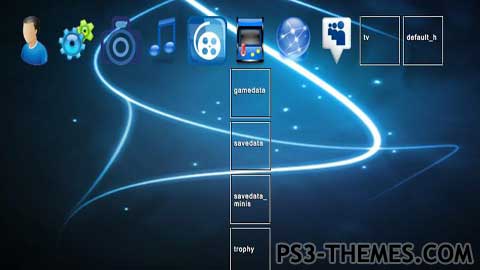 tv
default_h
gamedata
savedata
savedata_
minis
trophy
PS3-THEMES.COM